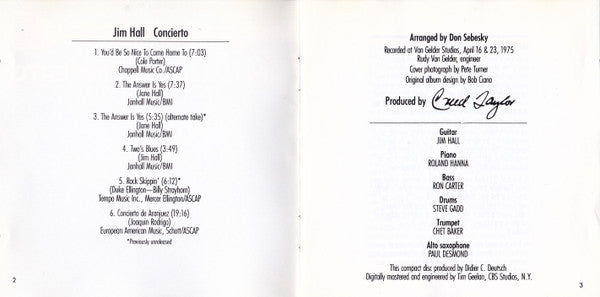 Jim Hall Concierto
1. You'd Be So Nice To Come Home To (7:03)
(Cole Porter)
Chappell Music Co./ASCAP
2. The Answer Is Yes (7:37)
(Jane Hall)
Janhall Music/BMI
3. The Answer Is Yes (5:35) (alternate take)*
(Jane Hall)
Janhall Music/BMI
4. Two's Blues (3:49)
(Jim Hall)
Janhall Music/BMI
5. Rock Skippin' (6:12)*
(Duke Ellington—Billy Strayhorn)
Tempo Music Inc., Mercer Ellington/ASCAP
6. Concierto de Aranjuez (19:16)
(Joaquin Rodrigo)
European American Music, Schott/ASCAP
*Previously unreleased
2
Arranged by Don Sebesky
Recorded at Van Gelder Studios, April 16 & 23, 1975
Rudy Van Gelder, engineer
Cover photograph by Pete Turner
Original album design by Bob Ciano
Produced by Creed Taylor
Guitar
JIM HALL
Piano
ROLAND HANNA
Bass
RON CARTER
Drums
STEVE GADD
Trumpet
CHET BAKER
Alto saxophone
PAUL DESMOND
This compact disc produced by Didier C. Deutsch
Digitally mastered and engineered by Tim Geelan, CBS Studios, N.Y.
3